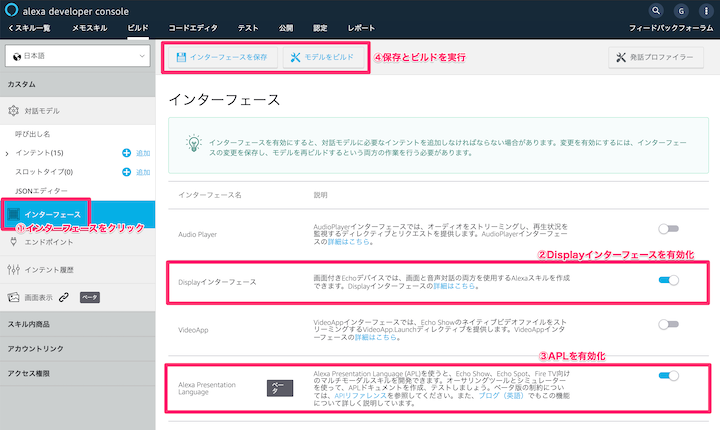 alexa developer console
G
くスキル一覧 メモスキル ビルド コードエディタ テスト 公開 認定 レポート フィードバックフォーラム
日本語
インターフェースを保存 モデルをビルド ④保存とビルドを実行 発話プロファイラー
カスタム
対話モデル
呼び出し名
インテント(15) 追加
スロットタイプ(0) 追加
JSONエディター
インターフェース
①インターフェースをクリック
エンドポイント
インテント履歴
画面表示 ベータ
スキル内商品
アカウントリンク
アクセス権限
インターフェース
インターフェースを有効にすると、対話モデルに必要なインテントを追加しなければならない場合があります。変更を有効にするには、インターフェー
スの変更を保存し、モデルを再ビルドするという両方の作業を行う必要があります。
インターフェース名 説明
Audio Player
AudioPlayerインターフェースでは、オーディオをストリーミングし、再生状況を
監視するディレクティブとリクエストを提供します。AudioPlayerインターフェー
スの詳細はこちら。
②Displayインターフェースを有効化
Displayインターフェース
画面付きEchoデバイスでは、画面と音声対話の両方を使用するAlexaスキルを作成
できます。Displayインターフェースの詳細はこちら。
VideoApp
VideoAppインターフェースでは、Echo Showのネイティブビデオファイルをス
トリーミングするVideoApp.Launchディレクティブを提供します。VideoAppインタ
ーフェースの詳細はこちら。
③APLを有効化
Alexa Presentation
Language
ベータ
Alexa Presentation Language (APL)を使うと、Echo Show、Echo Spot、Fire TV向け
のマルチモーダルスキルを開発できます。オーサリングツールとシミュレーター
を使って、APLドキュメントを作成、テストしましょう。ベータ版の制約につい
ては、APIリファレンスを参照してください。また、ブログ（英語）でもこの機能
について詳しく説明しています。